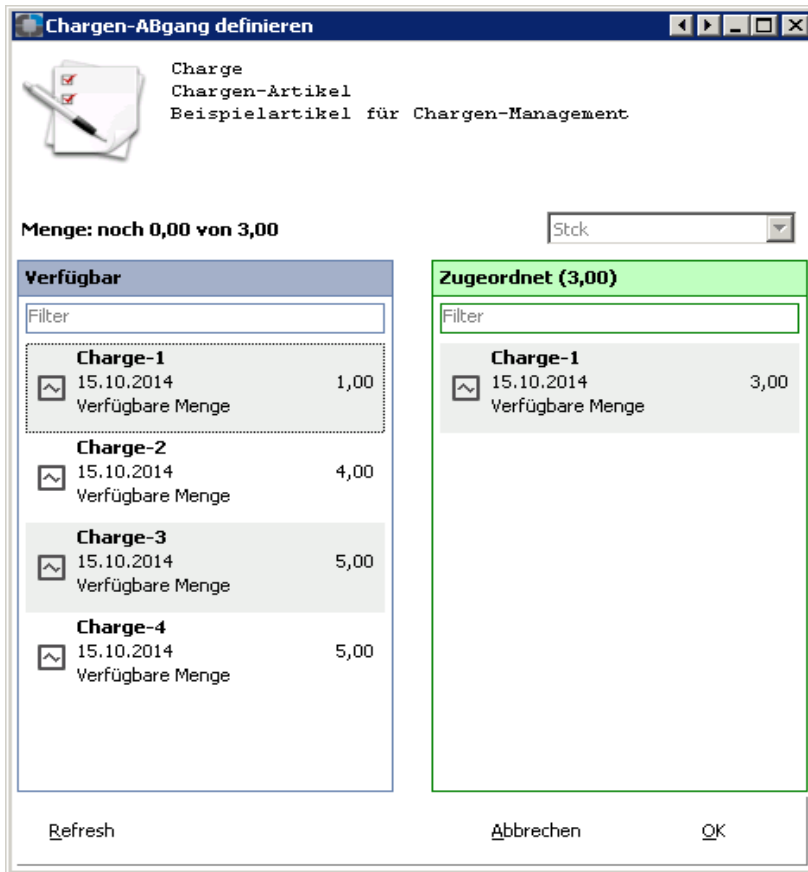 Chargen-ABgang definieren
Charge
Chargen-Artikel
Beispielartikel für Chargen-Management
Menge: noch 0,00 von 3,00
Stck
Verfügbar
Filter
Charge-1
15.10.2014 1,00
Verfügbare Menge
Charge-2
15.10.2014 4,00
Verfügbare Menge
Charge-3
15.10.2014 5,00
Verfügbare Menge
Charge-4
15.10.2014 5,00
Verfügbare Menge
Zugeordnet (3,00)
Filter
Charge-1
15.10.2014 3,00
Verfügbare Menge
Refresh
Abbrechen
OK